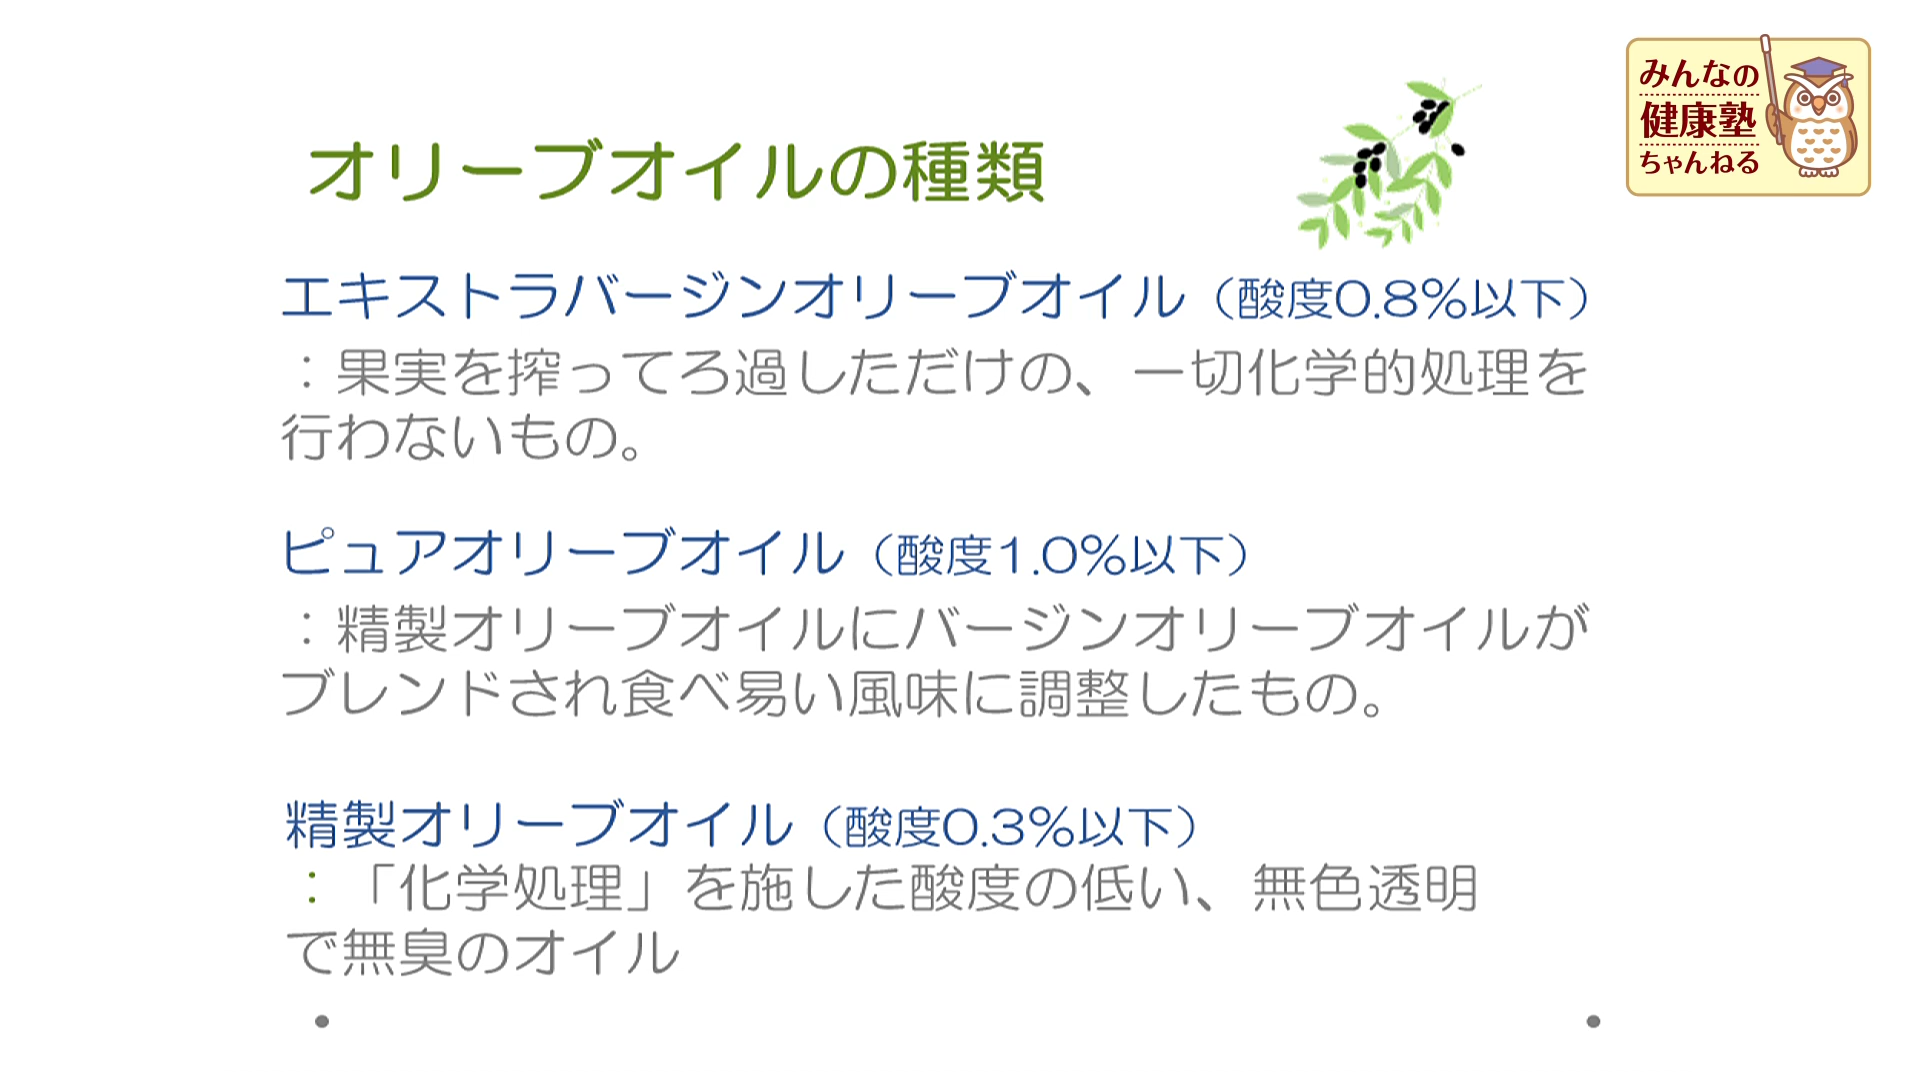 みんなの
健康塾
ちゃんねる
オリーブオイルの種類
エキストラバージンオリーブオイル（酸度0.8%以下）
：果実を搾ってろ過しただけの、一切化学的処理を
行わないもの。
ピュアオリーブオイル（酸度1.0%以下）
：精製オリーブオイルにバージンオリーブオイルが
ブレンドされ食べ易い風味に調整したもの。
精製オリーブオイル（酸度0.3%以下）
：「化学処理」を施した酸度の低い、無色透明
で無臭のオイル